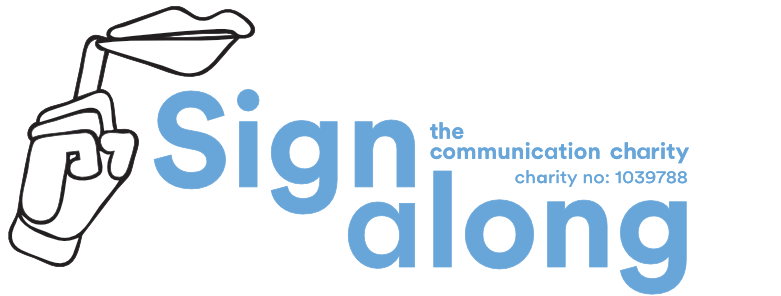 Sign
the
communication charity
charity no: 1039788
along